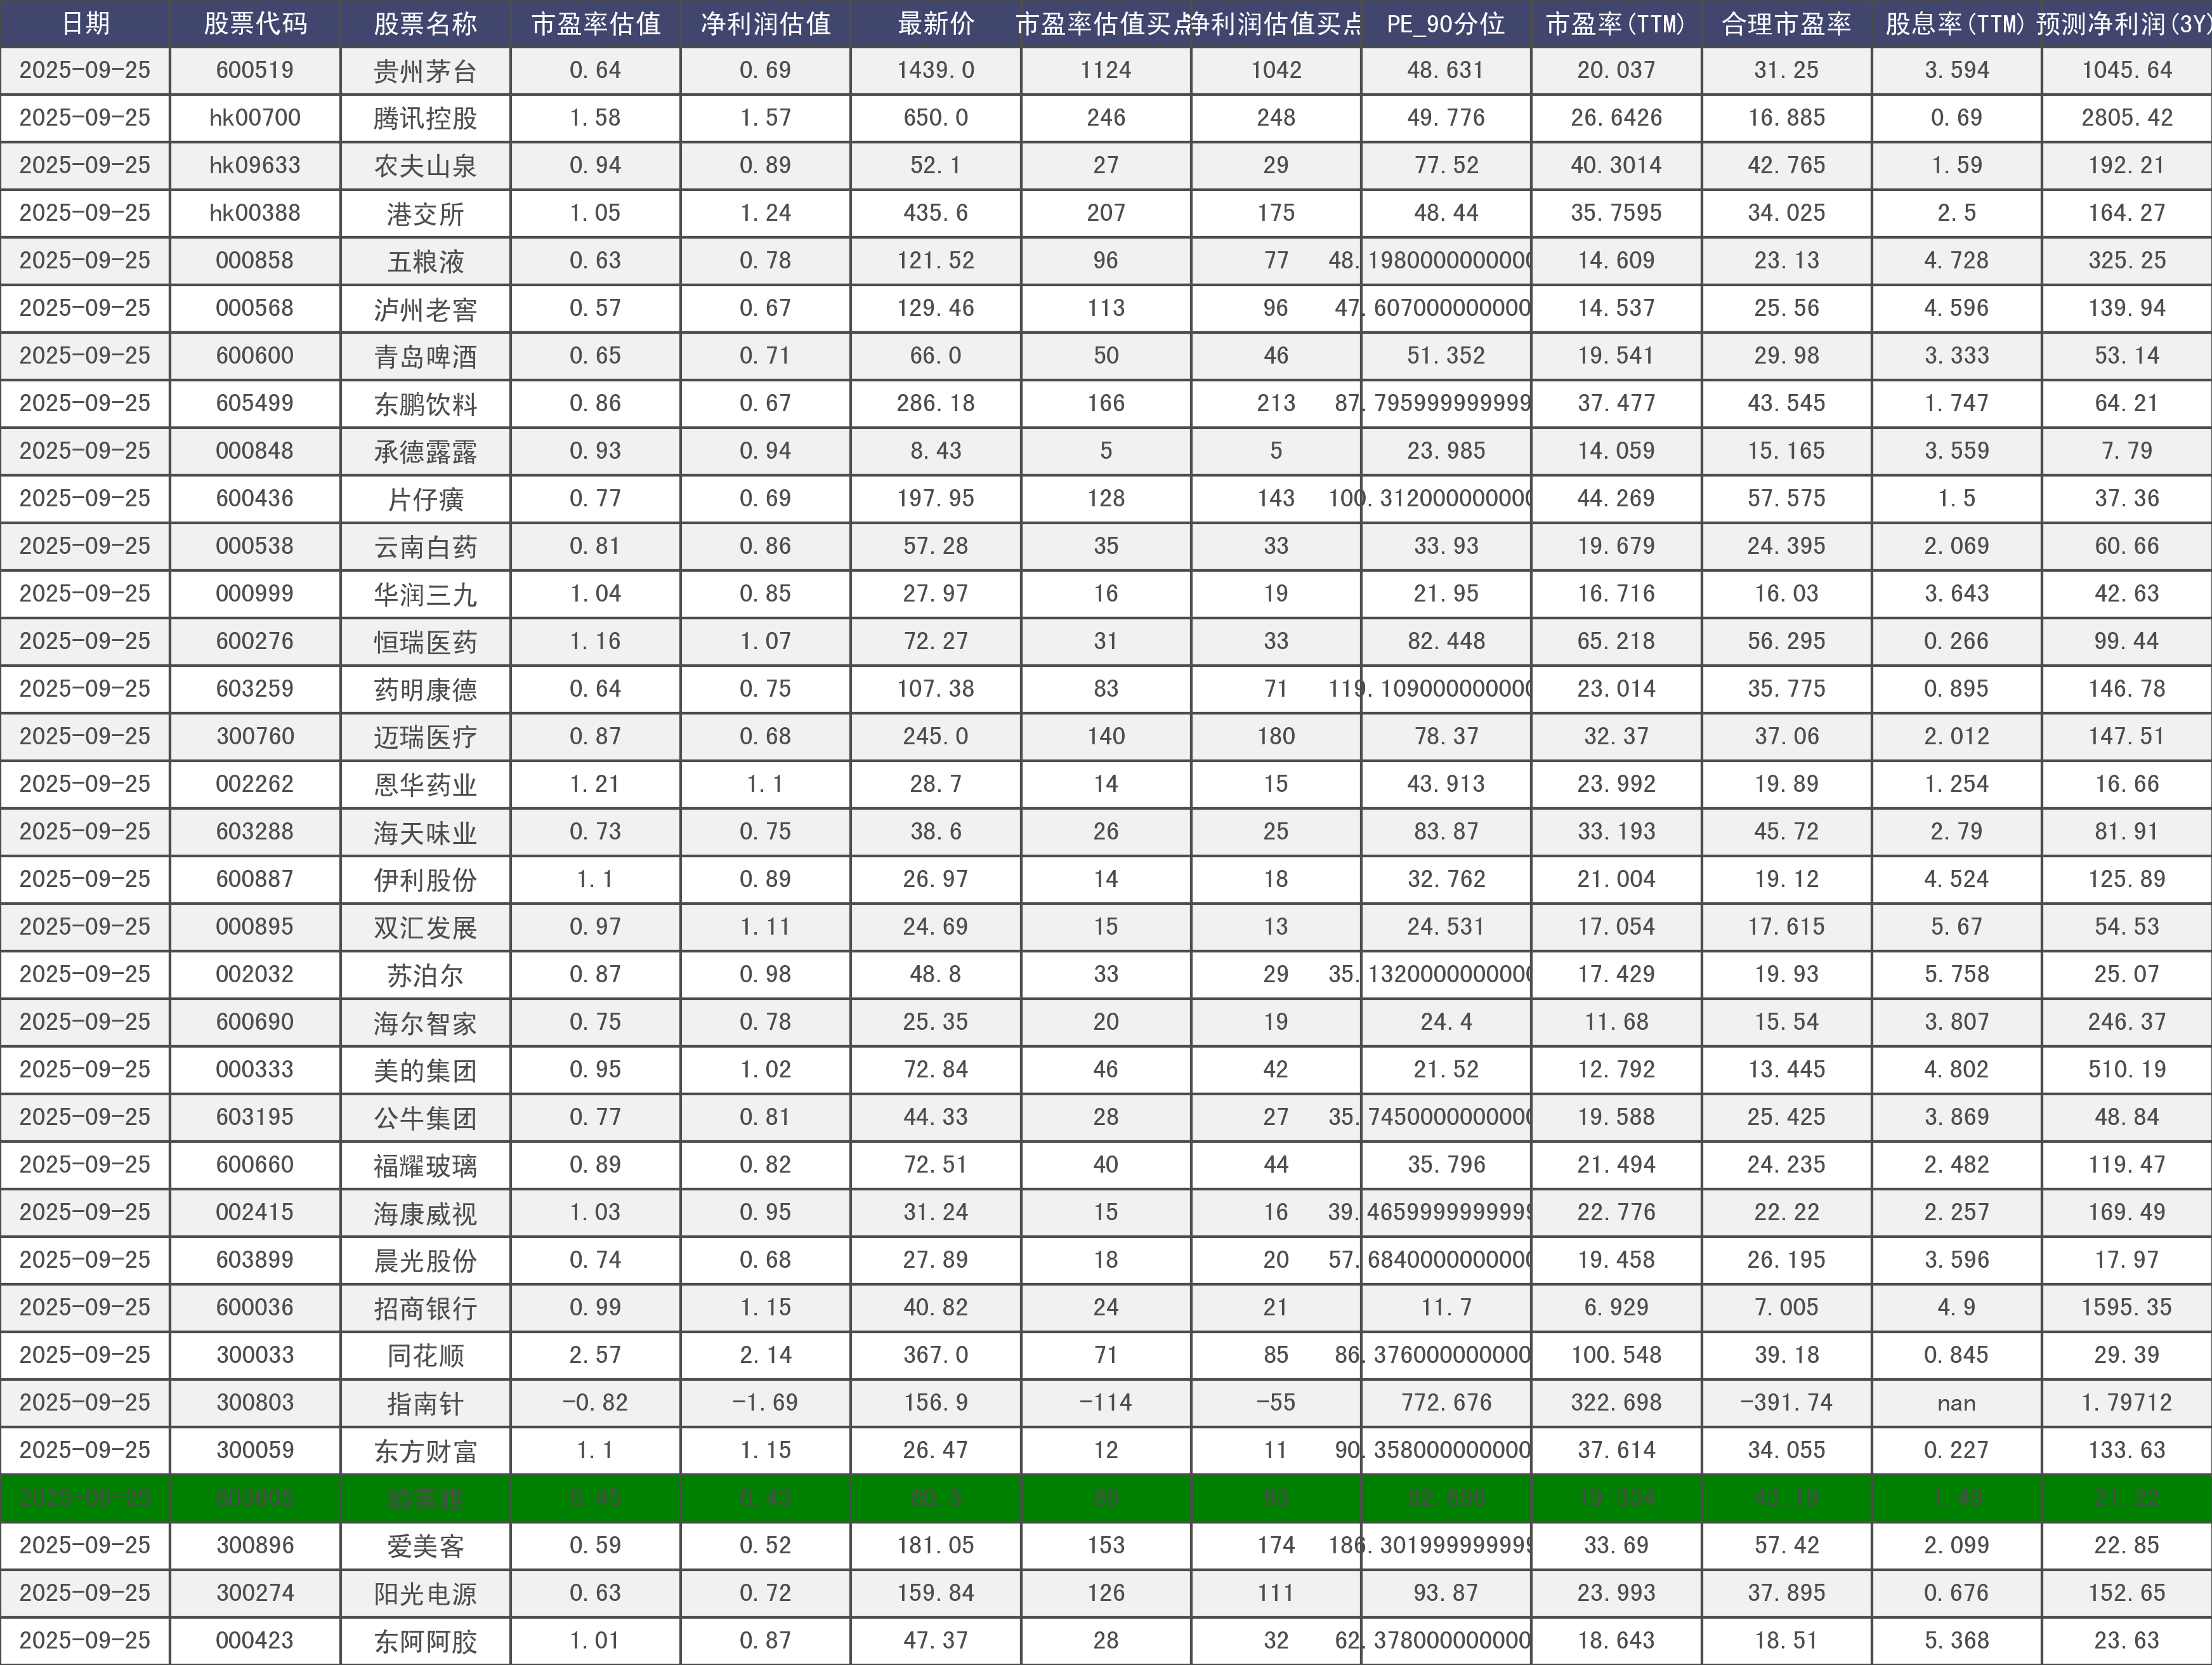 日期 股票代码 股票名称 市盈率估值 净利润估值 最新价 市盈率估值买点 净利润估值买点 PE_90分位 市盈率(TTM) 合理市盈率 股息率(TTM) 预测净利润(3Y)
2025-09-25 600519 贵州茅台 0.64 0.69 1439.0 1124 1042 48.631 20.037 31.25 3.594 1045.64
2025-09-25 hk00700 腾讯控股 1.58 1.57 650.0 246 248 49.776 26.6426 16.885 0.69 2805.42
2025-09-25 hk09633 农夫山泉 0.94 0.89 52.1 27 29 77.52 40.3014 42.765 1.59 192.21
2025-09-25 hk00388 港交所 1.05 1.24 435.6 207 175 48.44 35.7595 34.025 2.5 164.27
2025-09-25 000858 五粮液 0.63 0.78 121.52 96 77 48.1980000000000 14.609 23.13 4.728 325.25
2025-09-25 000568 泸州老窖 0.57 0.67 129.46 113 96 47.607000000000 14.537 25.56 4.596 139.94
2025-09-25 600600 青岛啤酒 0.65 0.71 66.0 50 46 51.352 19.541 29.98 3.333 53.14
2025-09-25 605499 东鹏饮料 0.86 0.67 286.18 166 213 87.795999999999 37.477 43.545 1.747 64.21
2025-09-25 000848 承德露露 0.93 0.94 8.43 5 5 23.985 14.059 15.165 3.559 7.79
2025-09-25 600436 片仔癀 0.77 0.69 197.95 128 143 100.312000000000 44.269 57.575 1.5 37.36
2025-09-25 000538 云南白药 0.81 0.86 57.28 35 33 33.93 19.679 24.395 2.069 60.66
2025-09-25 000999 华润三九 1.04 0.85 27.97 16 19 21.95 16.716 16.03 3.643 42.63
2025-09-25 600276 恒瑞医药 1.16 1.07 72.27 31 33 82.448 65.218 56.295 0.266 99.44
2025-09-25 603259 药明康德 0.64 0.75 107.38 83 71 119.109000000000 23.014 35.775 0.895 146.78
2025-09-25 300760 迈瑞医疗 0.87 0.68 245.0 140 180 78.37 32.37 37.06 2.012 147.51
2025-09-25 002262 恩华药业 1.21 1.1 28.7 14 15 43.913 23.992 19.89 1.254 16.66
2025-09-25 603288 海天味业 0.73 0.75 38.6 26 25 83.87 33.193 45.72 2.79 81.91
2025-09-25 600887 伊利股份 1.1 0.89 26.97 14 18 32.762 21.004 19.12 4.524 125.89
2025-09-25 000895 双汇发展 0.97 1.11 24.69 15 13 24.531 17.054 17.615 5.67 54.53
2025-09-25 002032 苏泊尔 0.87 0.98 48.8 33 29 35.1320000000000 17.429 19.93 5.758 25.07
2025-09-25 600690 海尔智家 0.75 0.78 25.35 20 19 24.4 11.68 15.54 3.807 246.37
2025-09-25 000333 美的集团 0.95 1.02 72.84 46 42 21.52 12.792 13.445 4.802 510.19
2025-09-25 603195 公牛集团 0.77 0.81 44.33 28 27 35.7450000000000 19.588 25.425 3.869 48.84
2025-09-25 600660 福耀玻璃 0.89 0.82 72.51 40 44 35.796 21.494 24.235 2.482 119.47
2025-09-25 002415 海康威视 1.03 0.95 31.24 15 16 39.4659999999999 22.776 22.22 2.257 169.49
2025-09-25 603899 晨光股份 0.74 0.68 27.89 18 20 57.6840000000000 19.458 26.195 3.596 17.97
2025-09-25 600036 招商银行 0.99 1.15 40.82 24 21 11.7 6.929 7.005 4.9 1595.35
2025-09-25 300033 同花顺 2.57 2.14 367.0 71 85 86.376000000000 100.548 39.18 0.845 29.39
2025-09-25 300803 指南针 -0.82 -1.69 156.9 -114 -55 772.676 322.698 -391.74 nan 1.79712
2025-09-25 300059 东方财富 1.1 1.15 26.47 12 11 90.358000000000 37.614 34.055 0.227 133.63
2025-09-25 603605 珀莱雅 0.45 0.43 80.5 89 93 82.686 19.334 43.19 1.48 21.22
2025-09-25 300896 爱美客 0.59 0.52 181.05 153 174 186.301999999999 33.69 57.42 2.099 22.85
2025-09-25 300274 阳光电源 0.63 0.72 159.84 126 111 93.87 23.993 37.895 0.676 152.65
2025-09-25 000423 东阿阿胶 1.01 0.87 47.37 28 32 62.378000000000 18.643 18.51 5.368 23.63